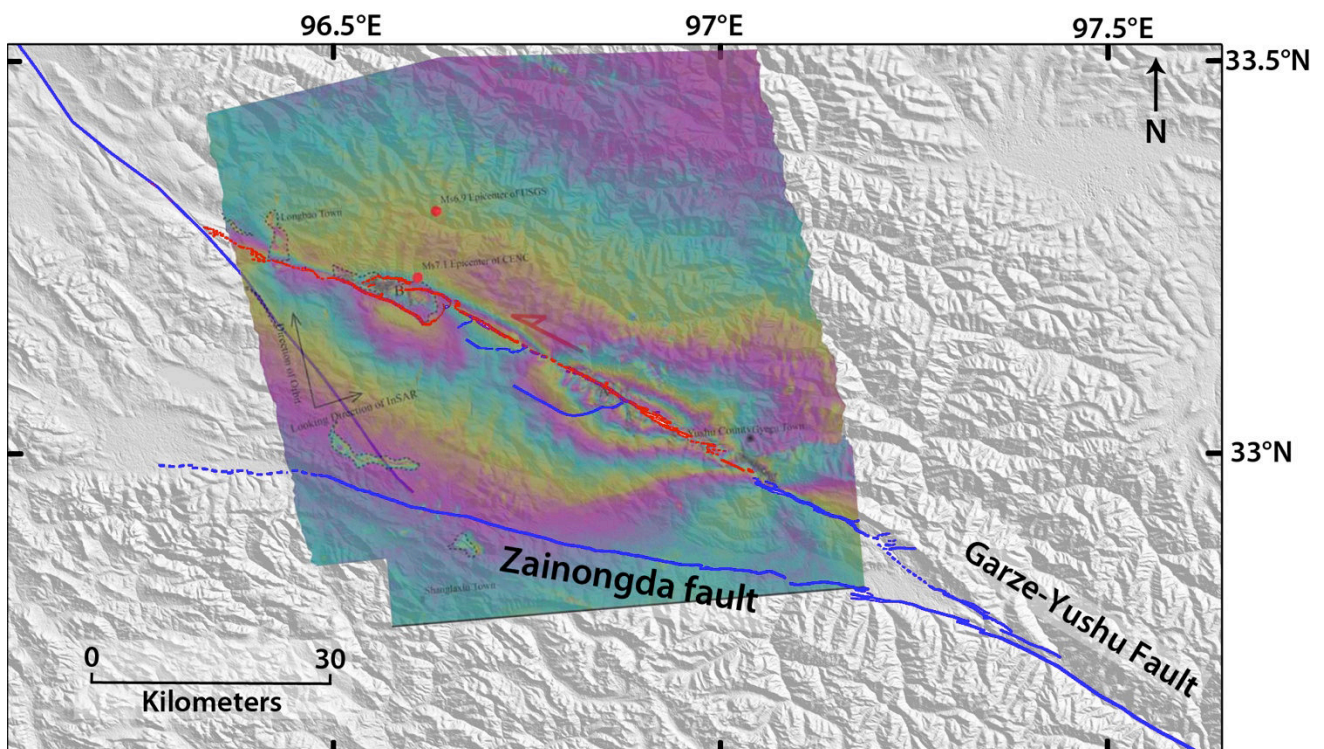 96.5°E
97°E
97.5°E
33.5°N
N
Ms6.9 Epicenter of USGS
Longbao Town
Ms7.1 Epicenter of CENC
B
Direction of Orbit
Looking Direction of InSAR
A
Yushu County
Town
33°N
Zainongda fault
Garze-Yushu Fault
Shanglaxiu Town
0
30
Kilometers